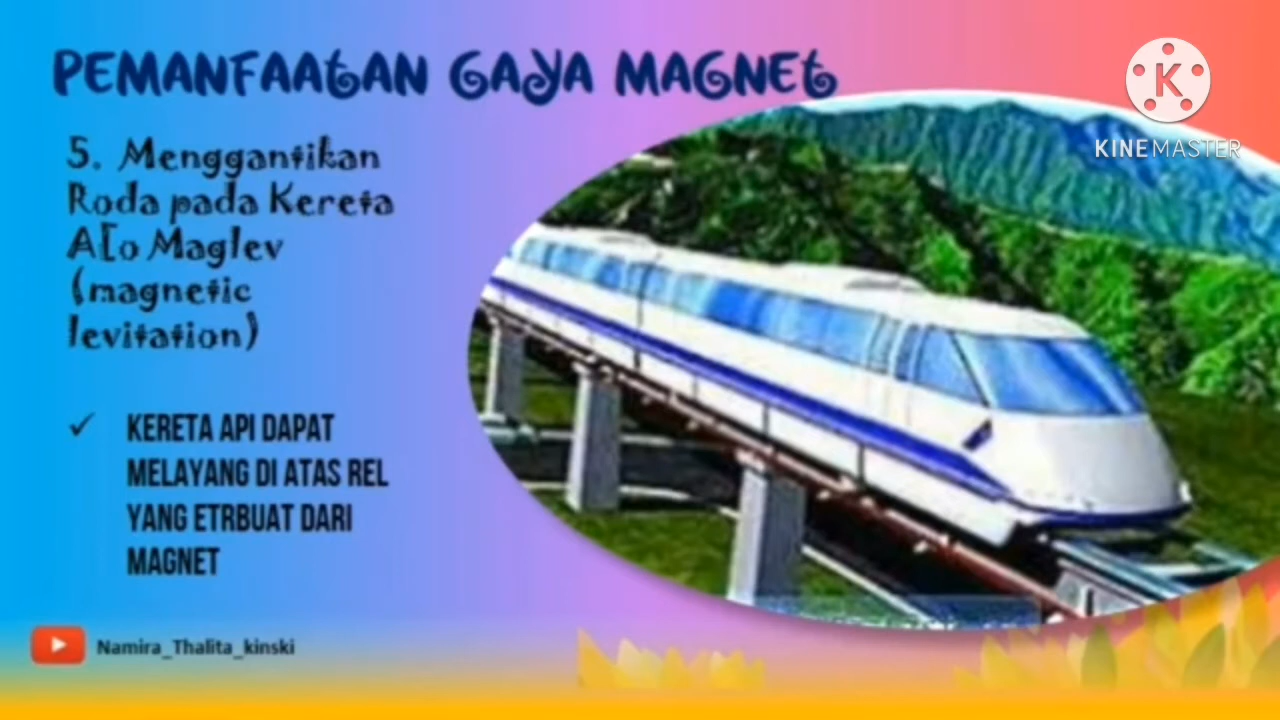 PEMANFAATAN GAYA MAGNET
KINEMASTER
5. Menggantikan
Roda pada Kereta
A[o Maglev
(magnetic
levitation)
✓ KERETA API DAPAT
MELAYANG DI ATAS REL
YANG ETRBUAT DARI
MAGNET
Namira_Thalita_kinski